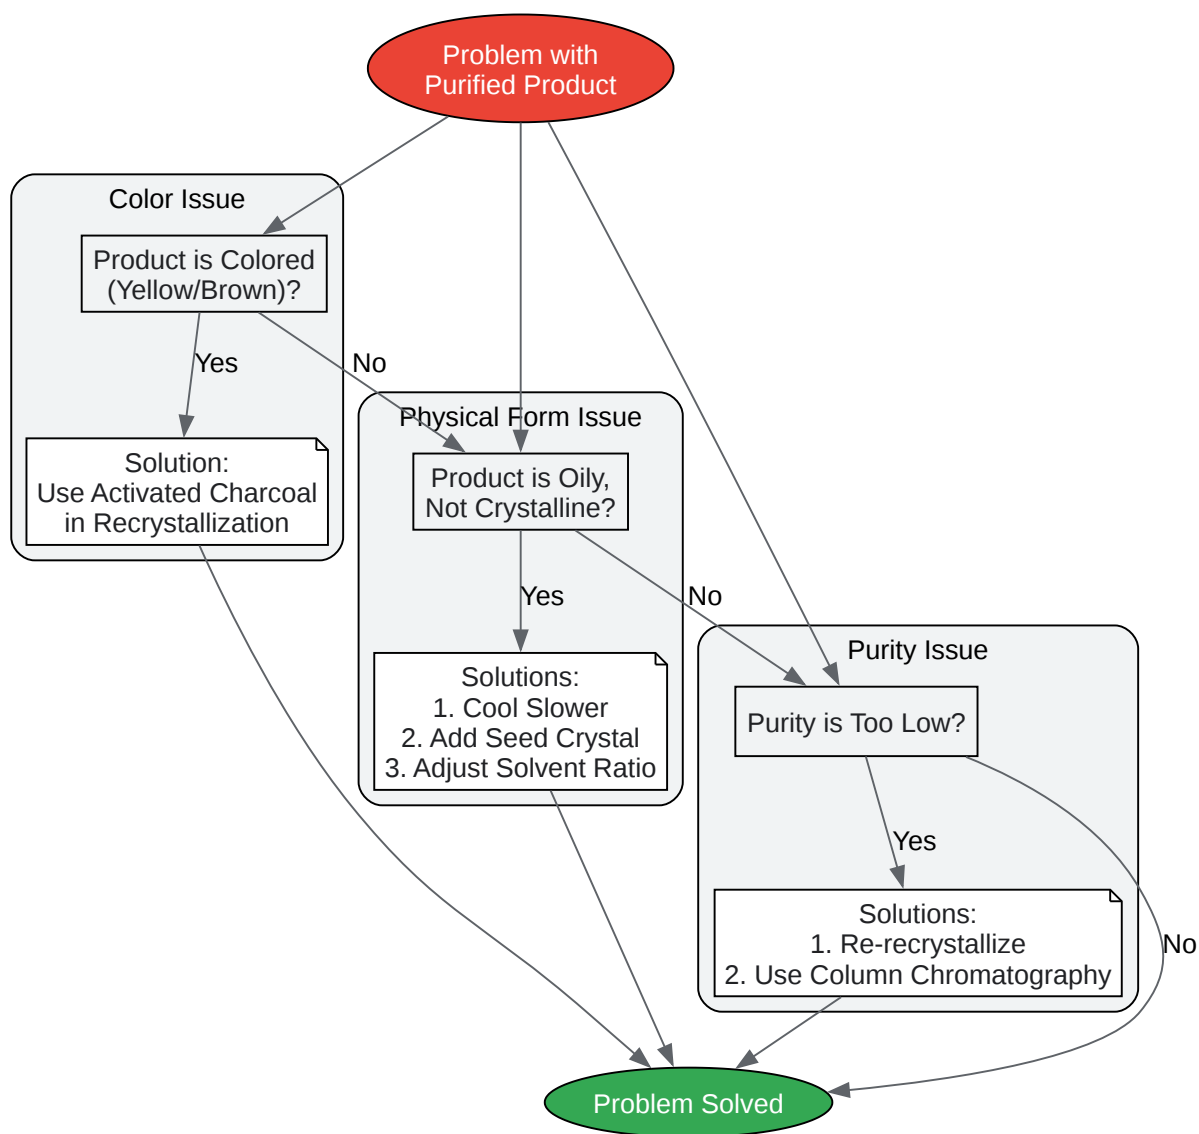 Problem with
Purified Product
Color Issue
Product is Colored
(Yellow/Brown)?
Yes
No
Solution:
Use Activated Charcoal
in Recrystallization
Physical Form Issue
Product is Oily,
Not Crystalline?
Yes
No
Solutions:
1. Cool Slower
2. Add Seed Crystal
3. Adjust Solvent Ratio
Purity Issue
Purity is Too Low?
Yes
No
Solutions:
1. Re-recrystallize
2. Use Column Chromatography
Problem Solved